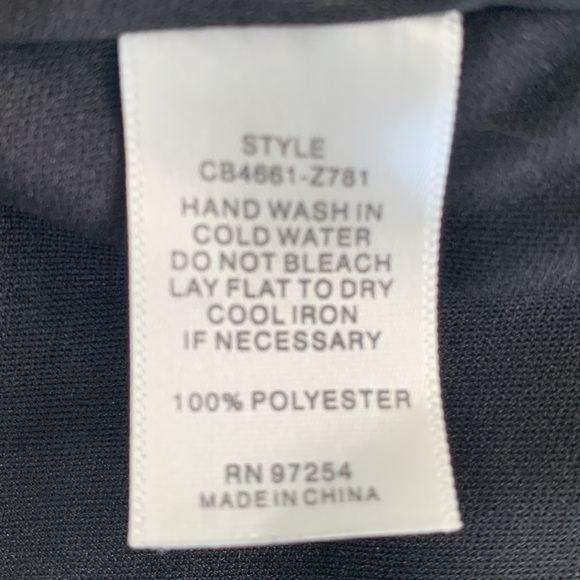 STYLE
CB4661-Z781
HAND WASH IN
COLD WATER
DO NOT BLEACH
LAY FLAT TO DRY
COOL IRON
IF NECESSARY
100% POLYESTER
RN 97254
MADE IN CHINA